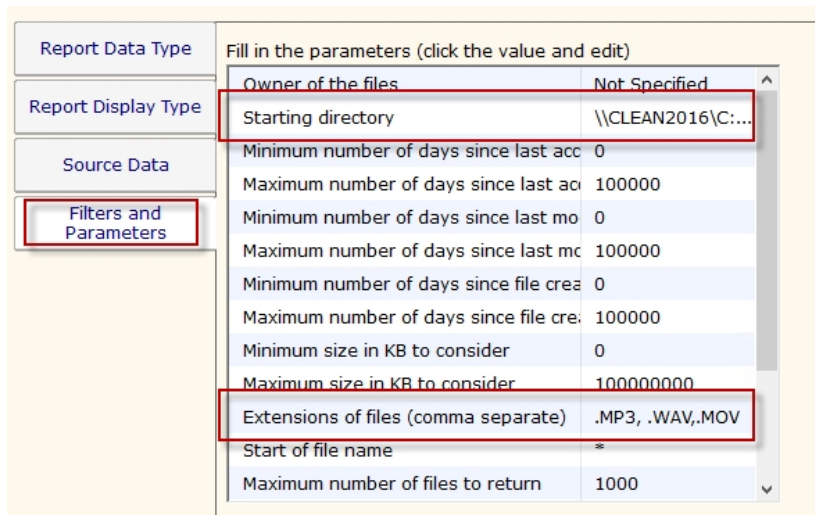 Report Data Type
Report Display Type
Source Data
Filters and
Parameters
Fill in the parameters (click the value and edit)
Owner of the files Not Specified
Starting directory \\CLEAN2016\C:...
Minimum number of days since last acc 0
Maximum number of days since last ac 100000
Minimum number of days since last mo 0
Maximum number of days since last mo 100000
Minimum number of days since file crea 0
Maximum number of days since file crea 100000
Minimum size in KB to consider 0
Maximum size in KB to consider 100000000
Extensions of files (comma separate) .MP3, .WAV,.MOV
Start of file name *
Maximum number of files to return 1000